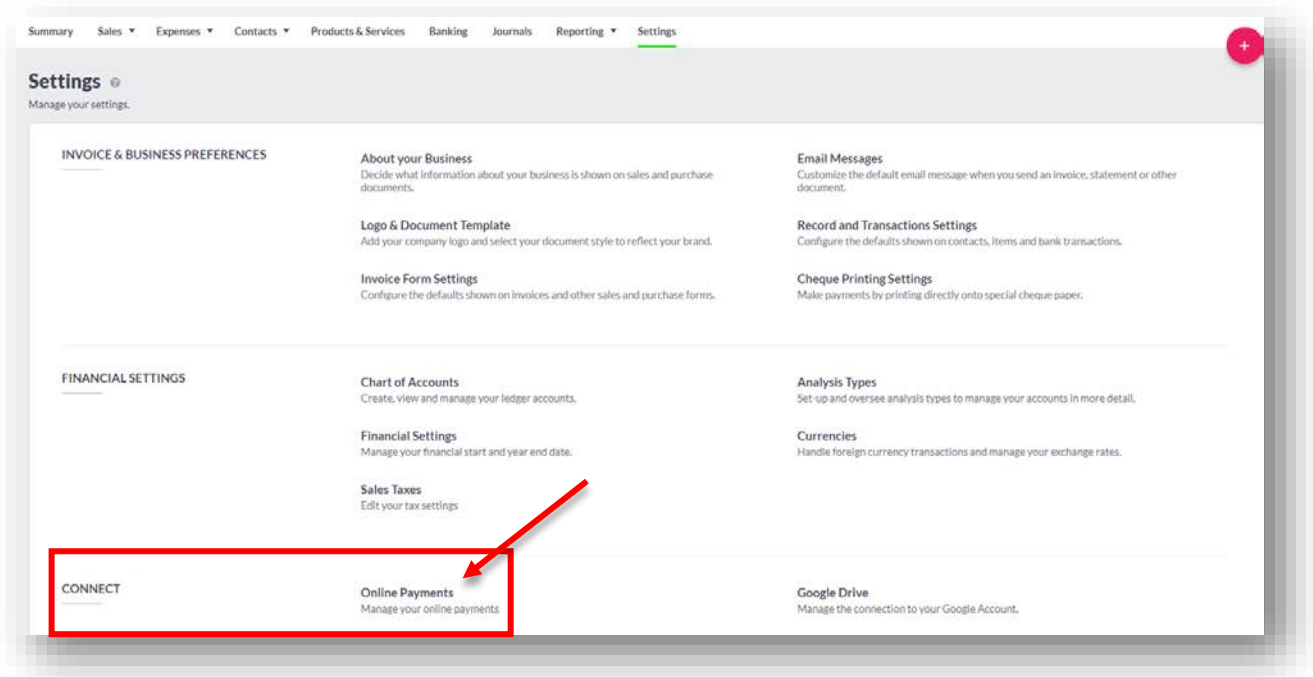 Summary Sales Expenses Contacts Products & Services Banking Journals Reporting Settings
+
Settings ?
Manage your settings.
INVOICE & BUSINESS PREFERENCES
About your Business
Decide what information about your business is shown on sales and purchase
documents.
Email Messages
Customize the default email message when you send an invoice, statement or other
document.
Logo & Document Template
Add your company logo and select your document style to reflect your brand.
Record and Transactions Settings
Configure the defaults shown on contacts, items and bank transactions.
Invoice Form Settings
Configure the defaults shown on invoices and other sales and purchase forms.
Cheque Printing Settings
Make payments by printing directly onto special cheque paper.
FINANCIAL SETTINGS
Chart of Accounts
Create, view and manage your ledger accounts.
Analysis Types
Set-up and oversee analysis types to manage your accounts in more detail.
Financial Settings
Manage your financial start and year end date.
Currencies
Handle foreign currency transactions and manage your exchange rates.
Sales Taxes
Edit your tax settings
CONNECT
Online Payments
Manage your online payments
Google Drive
Manage the connection to your Google Account.